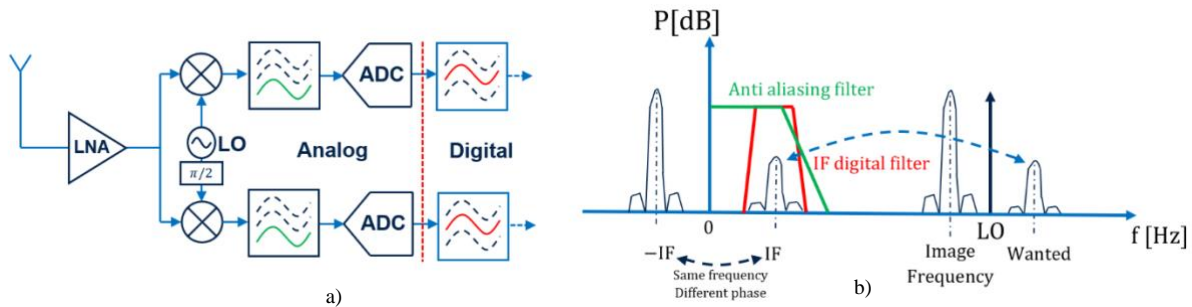 LNA
LO
π/2
ADC
ADC
Analog
Digital
a)
P[dB]
Anti aliasing filter
IF digital filter
0
LO
f [Hz]
−IF
IF
Image
Frequency
Wanted
Same frequency
Different phase
b)